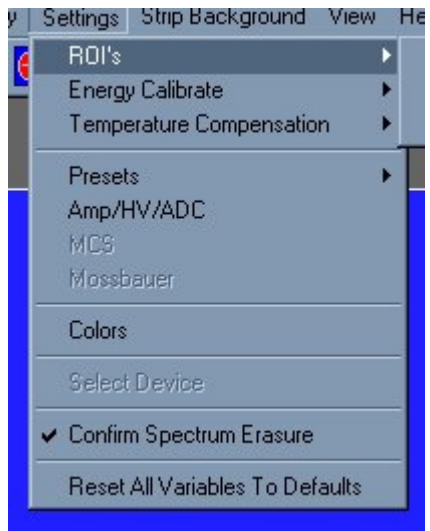 Settings Strip Background View
ROI's
Energy Calibrate
Temperature Compensation
Presets
Amp/HV/ADC
MCS
Mossbauer
Colors
Select Device
Confirm Spectrum Erasure
Reset All Variables To Defaults